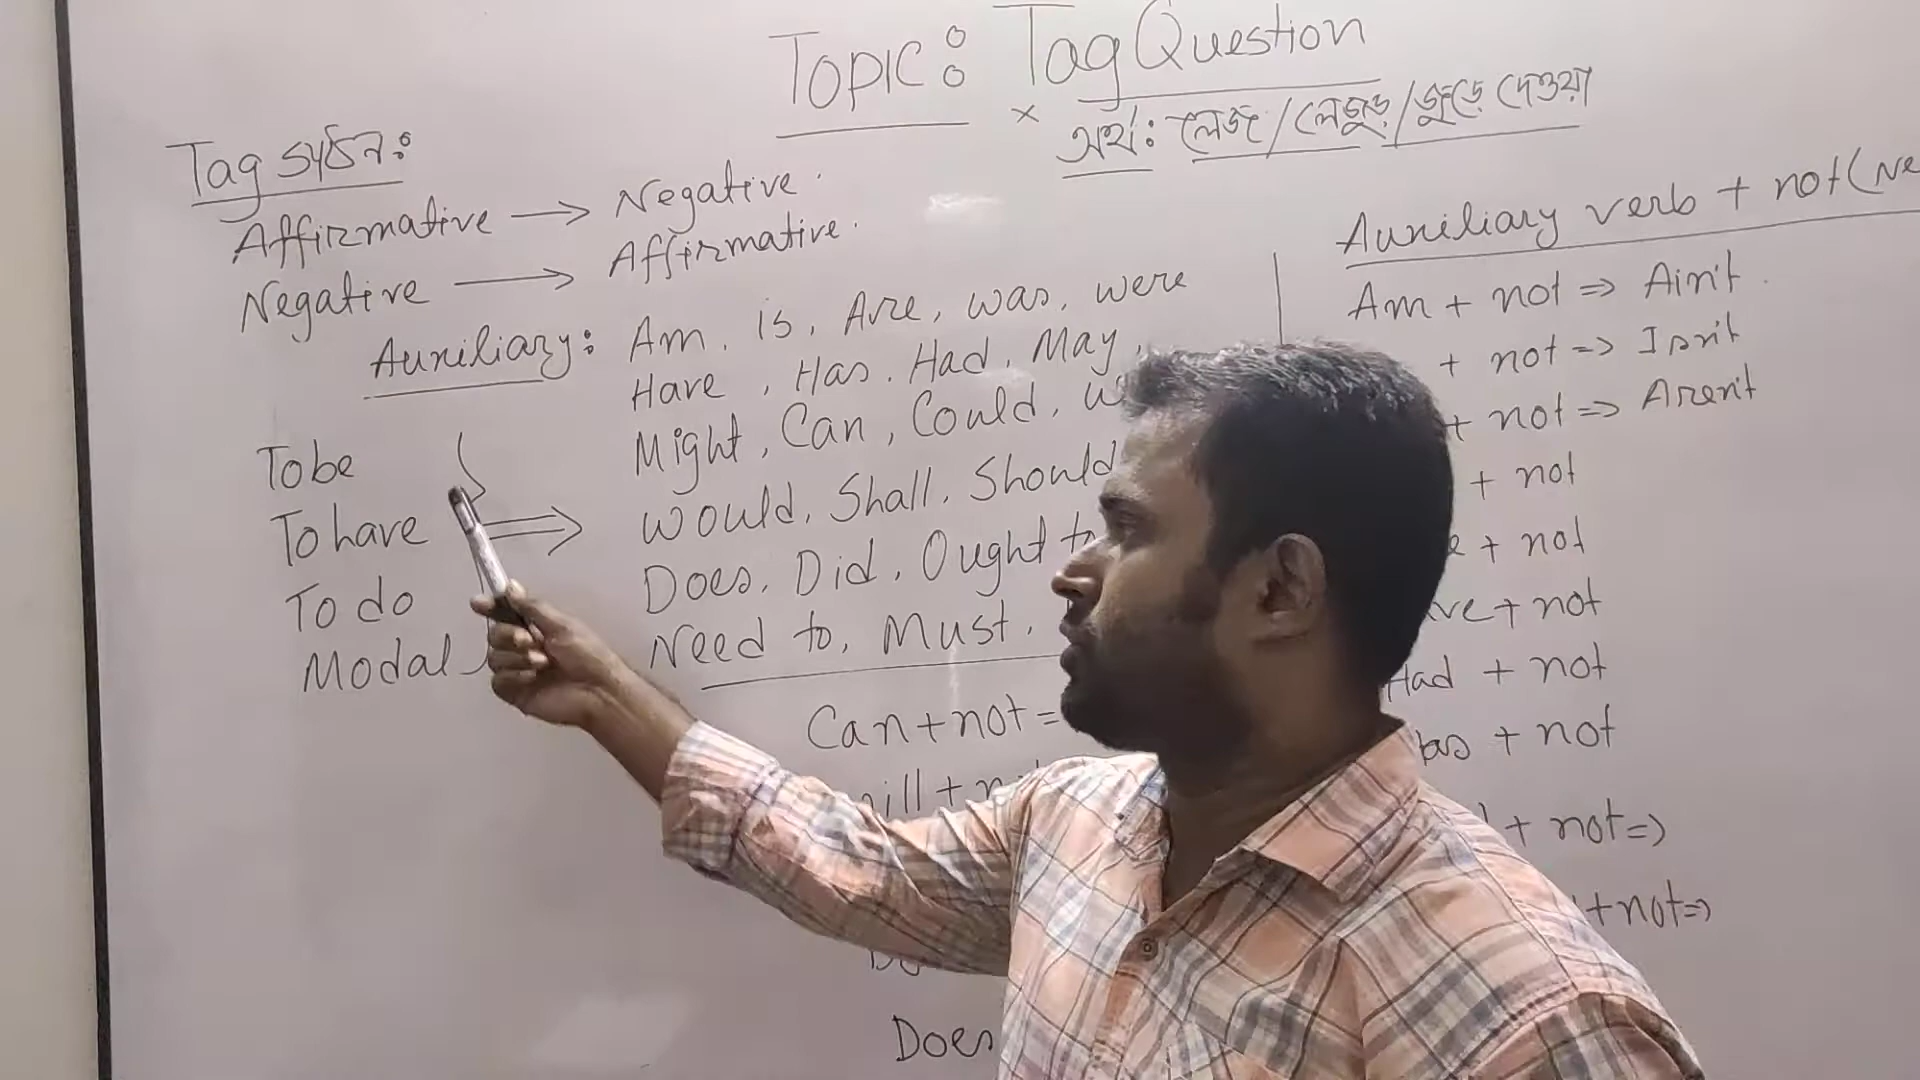 Topic: Tag Question
× অর্থ: লেজ / লেজুড় / জুড়ে দেওয়া
Tag গঠন:
Affirmative → Negative.
Negative → Affirmative.
Auxiliary: Am, is, Are, was, were
Have, Has, Had, May,
Might, Can, Could,
Would, Shall, Should
Does, Did, Ought to
Need to, Must,
To be
To have ⇒
To do
Modal
Can + not =
Does
Auxiliary verb + not (
Am + not ⇒ Ain't.
+ not => Isn't
+ not => Aren't
+ not
+ not
+ not
Had + not
+ not
+ not =>
+ not =>